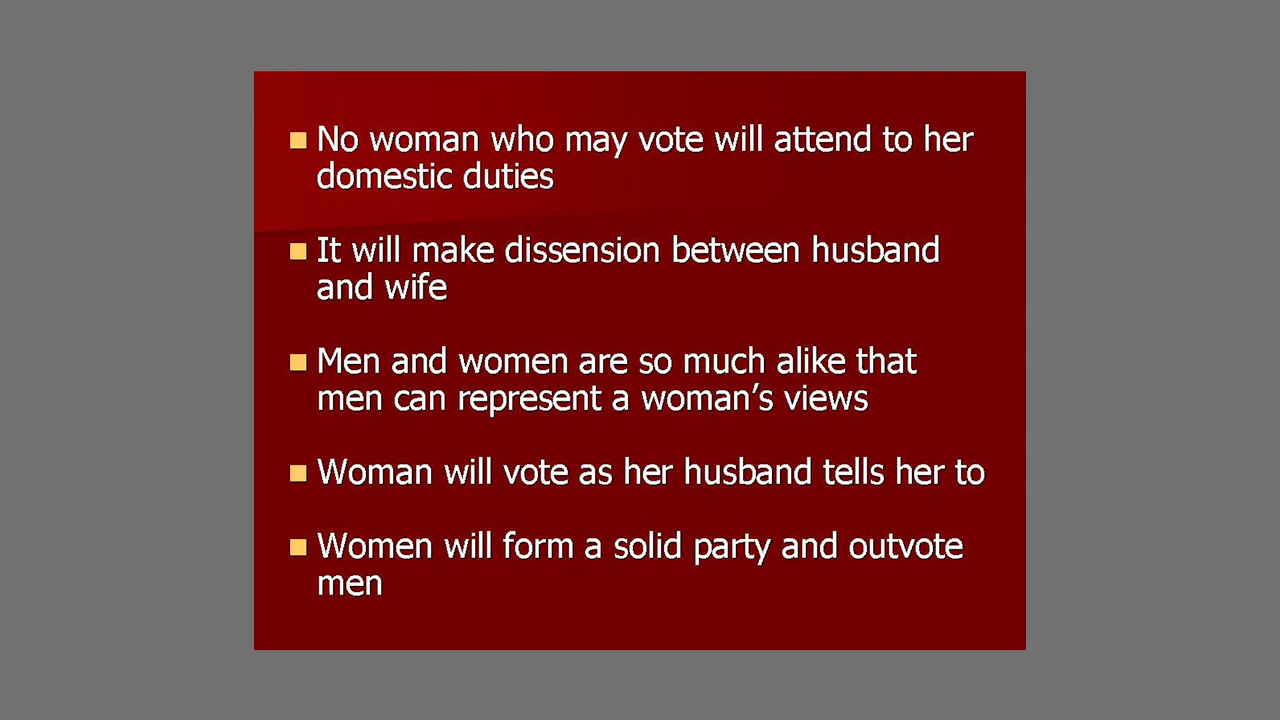 No woman who may vote will attend to her
domestic duties
It will make dissension between husband
and wife
Men and women are so much alike that
men can represent a woman’s views
Woman will vote as her husband tells her to
Women will form a solid party and outvote
men